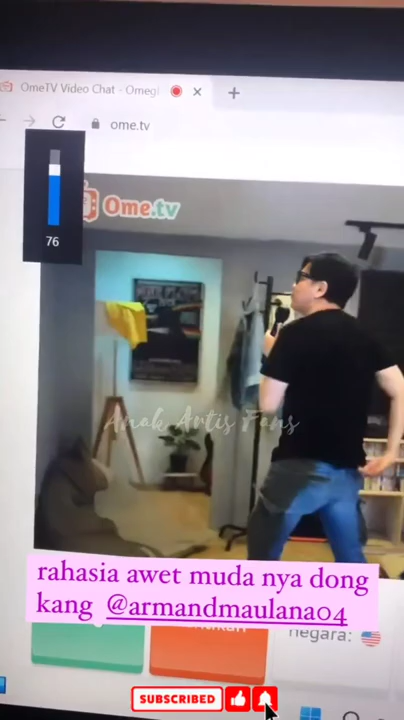 OmeTV Video Chat - Omegl
ome.tv
76
Ome.tv
Anak Artis Fans
rahasia awet muda nya dong
kang @armandmaulana04
negara:
SUBSCRIBED